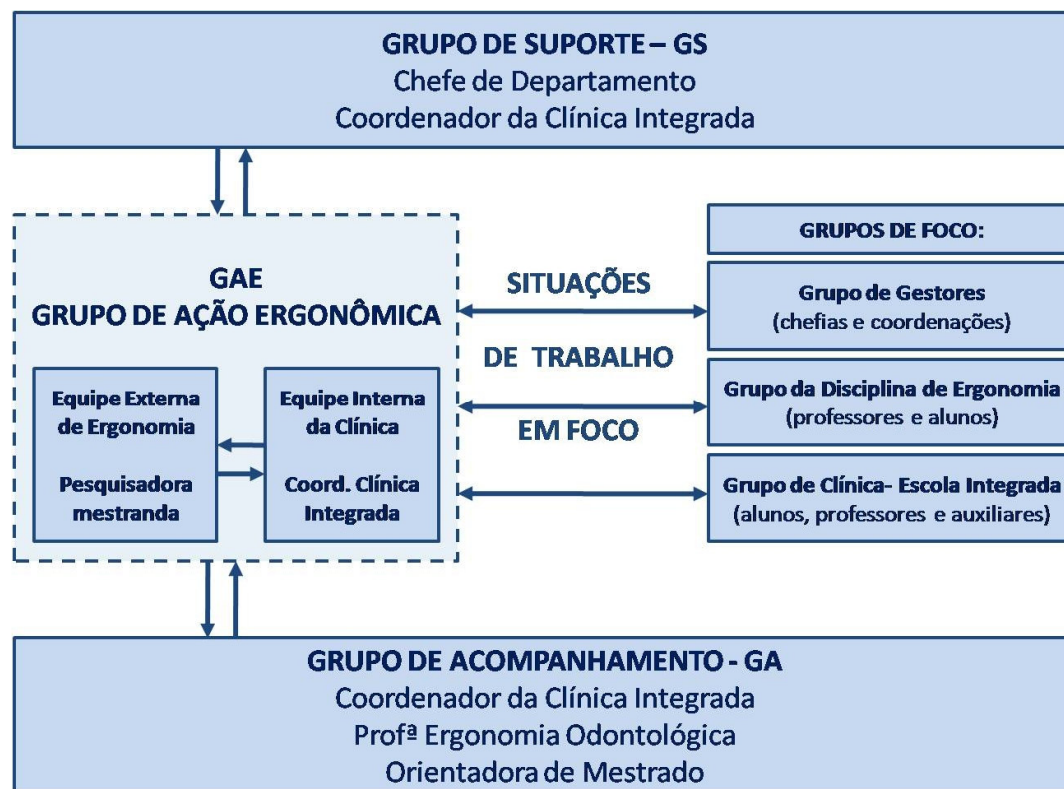 GRUPO DE SUPORTE – GS
Chefe de Departamento
Coordenador da Clínica Integrada
GAE
GRUPO DE AÇÃO ERGONÔMICA
Equipe Externa
de Ergonomia
Pesquisadora
mestranda
Equipe Interna
da Clínica
Coord. Clínica
Integrada
SITUAÇÕES
DE TRABALHO
EM FOCO
GRUPOS DE FOCO:
Grupo de Gestores
(chefias e coordenações)
Grupo da Disciplina de Ergonomia
(professores e alunos)
Grupo de Clínica- Escola Integrada
(alunos, professores e auxiliares)
GRUPO DE ACOMPANHAMENTO - GA
Coordenador da Clínica Integrada
Profª Ergonomia Odontológica
Orientadora de Mestrado